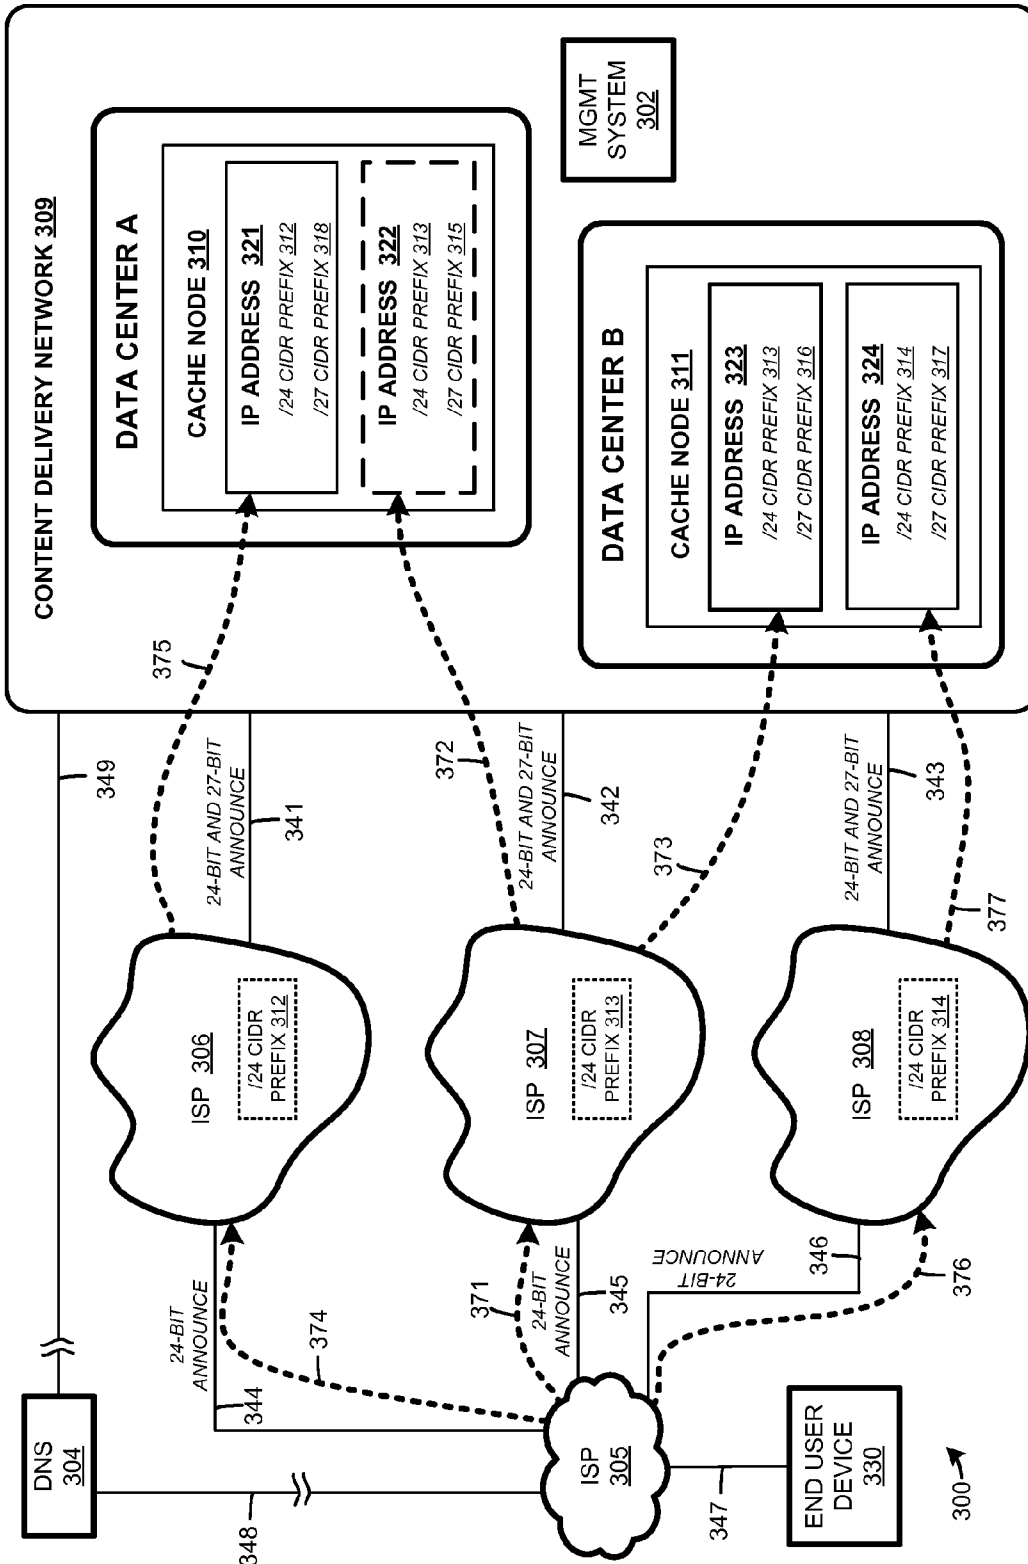 DNS
304
349
348
344
24-BIT
ANNOUNCE
374
ISP 306
/24 CIDR
PREFIX 312
375
24-BIT AND 27-BIT
ANNOUNCE
341
CONTENT DELIVERY NETWORK 309
DATA CENTER A
CACHE NODE 310
IP ADDRESS 321
/24 CIDR PREFIX 312
/27 CIDR PREFIX 318
IP ADDRESS 322
/24 CIDR PREFIX 313
/27 CIDR PREFIX 315
MGMT
SYSTEM
302
ISP
305
371
24-BIT
ANNOUNCE
345
ISP 307
/24 CIDR
PREFIX 313
372
24-BIT AND 27-BIT
ANNOUNCE
342
373
DATA CENTER B
CACHE NODE 311
IP ADDRESS 323
/24 CIDR PREFIX 313
/27 CIDR PREFIX 316
IP ADDRESS 324
/24 CIDR PREFIX 314
/27 CIDR PREFIX 317
347
END USER
DEVICE
330
24-BIT
ANNOUNCE
346
376
ISP 308
/24 CIDR
PREFIX 314
24-BIT AND 27-BIT
ANNOUNCE
343
377
300